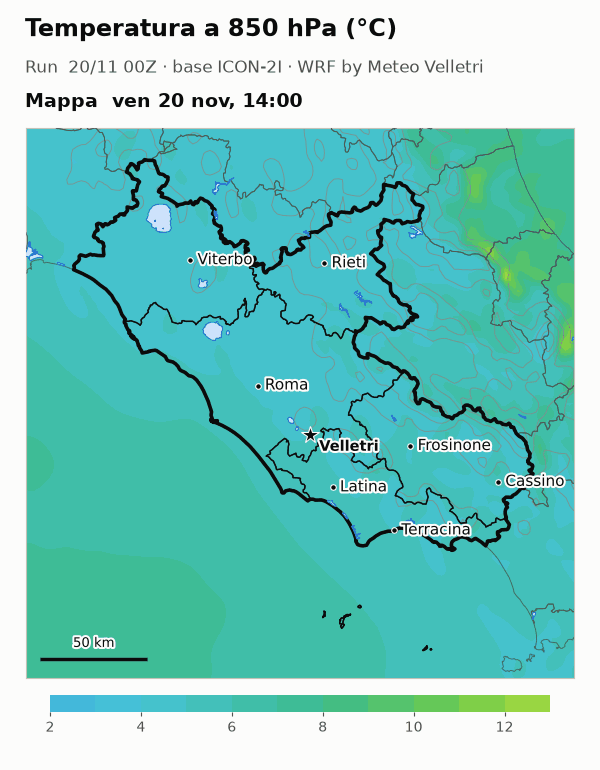 Temperatura a 850 hPa (°C)
Run  20/11 00Z · base ICON-2I · WRF by Meteo Velletri
Mappa  ven 20 nov, 14:00
Viterbo
Rieti
Roma
Velletri
Frosinone
Cassino
Latina
Terracina
50 km
2 4 6 8 10 12